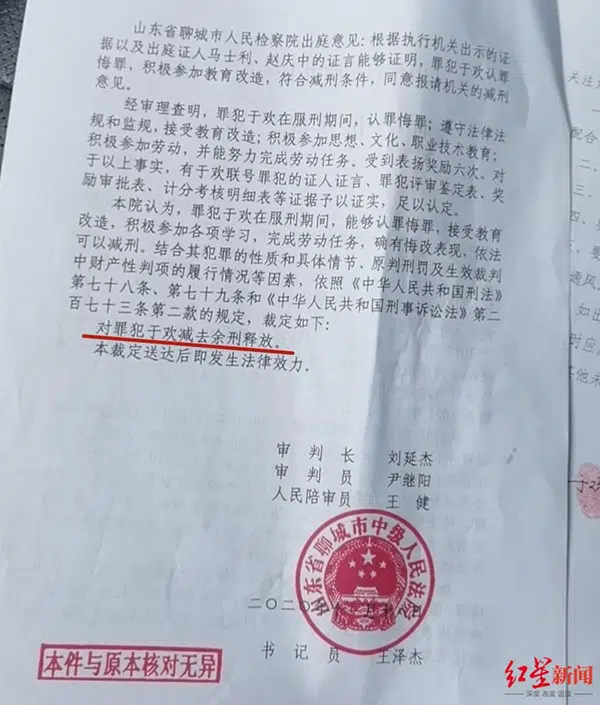 山东省聊城市人民检察院出庭意见：根据执行机关出示的证
据以及出庭证人马士利、赵庆中的证言能够证明，罪犯于欢认罪
悔罪，积极参加教育改造，符合减刑条件，同意报请机关的减刑
意见。
经审理查明，罪犯于欢在服刑期间，认罪悔罪；遵守法律法
规和监规，接受教育改造；积极参加思想、文化、职业技术教育；
积极参加劳动，并能努力完成劳动任务。受到表扬奖励六次。对
于以上事实，有于欢联号罪犯的证人证言、罪犯评审鉴定表、奖
励审批表、计分考核明细表等证据予以证实，足以认定。
本院认为，罪犯于欢在服刑期间，能够认罪悔罪，接受教育
改造，积极参加各项学习，完成劳动任务，确有悔改表现，依法
可以减刑。结合其犯罪的性质和具体情节、原判刑罚及生效裁判
中财产性判项的履行情况等因素，依照《中华人民共和国刑法》
第七十八条、第七十九条和《中华人民共和国刑事诉讼法》第二
百七十三条第二款的规定，裁定如下：
对罪犯于欢减去余刑释放。
本裁定送达后即发生法律效力。
审判长 刘延杰
审判员 尹继阳
人民陪审员 王健
山东省聊城市中级人民法院
二〇二〇年十月十八日
书记员 王泽杰
本件与原本核对无异
关注
配合
二、
三、
四、
五、
通风
如出
对应
其他未
红星新闻
深度 态度 温度